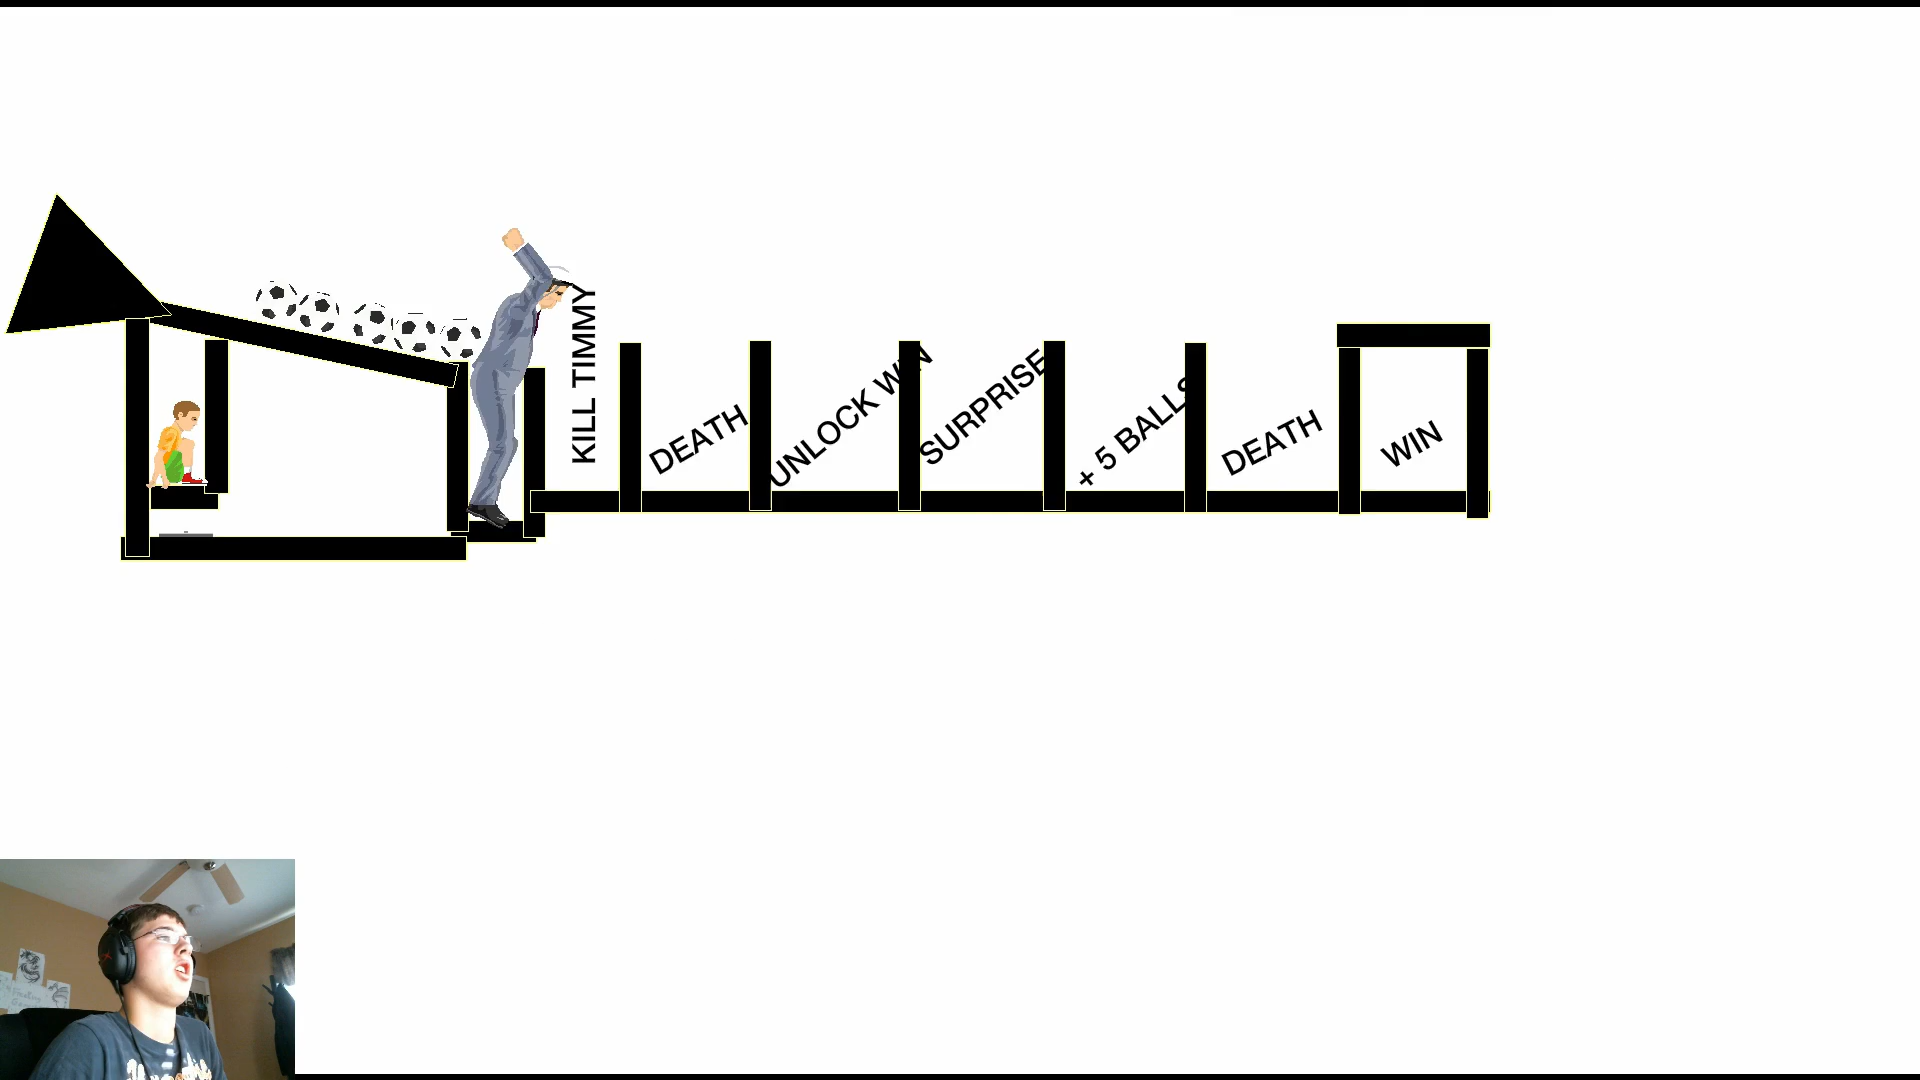 KILL TIMMY
DEATH
UNLOCK WIN
SURPRISE
+ 5 BALLS
DEATH
WIN